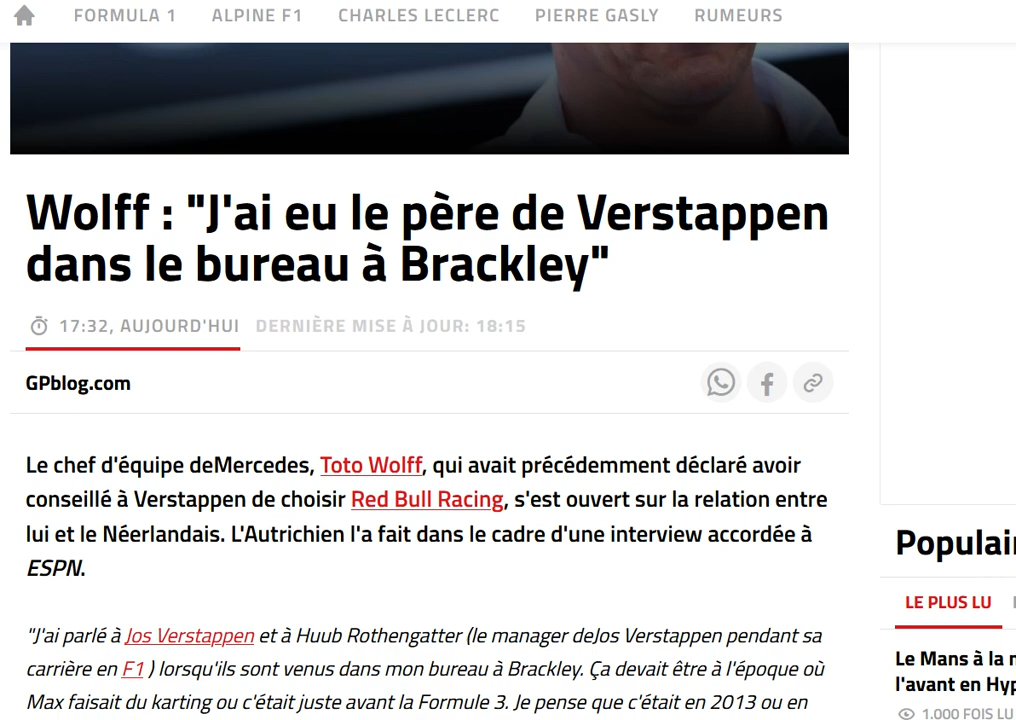 FORMULA 1 ALPINE F1 CHARLES LECLERC PIERRE GASLY RUMEURS
Wolff : "J'ai eu le père de Verstappen
dans le bureau à Brackley"
17:32, AUJOURD'HUI DERNIÈRE MISE À JOUR: 18:15
GPblog.com
Le chef d'équipe deMercedes, Toto Wolff, qui avait précédemment déclaré avoir
conseillé à Verstappen de choisir Red Bull Racing, s'est ouvert sur la relation entre
lui et le Néerlandais. L'Autrichien l'a fait dans le cadre d'une interview accordée à
ESPN.
"J'ai parlé à Jos Verstappen et à Huub Rothengatter (le manager deJos Verstappen pendant sa
carrière en F1 ) lorsqu'ils sont venus dans mon bureau à Brackley. Ça devait être à l'époque où
Max faisait du karting ou c'était juste avant la Formule 3. Je pense que c'était en 2013 ou en
Populai
LE PLUS LU
Le Mans à la
l'avant en Hyp
1.000 FOIS LU